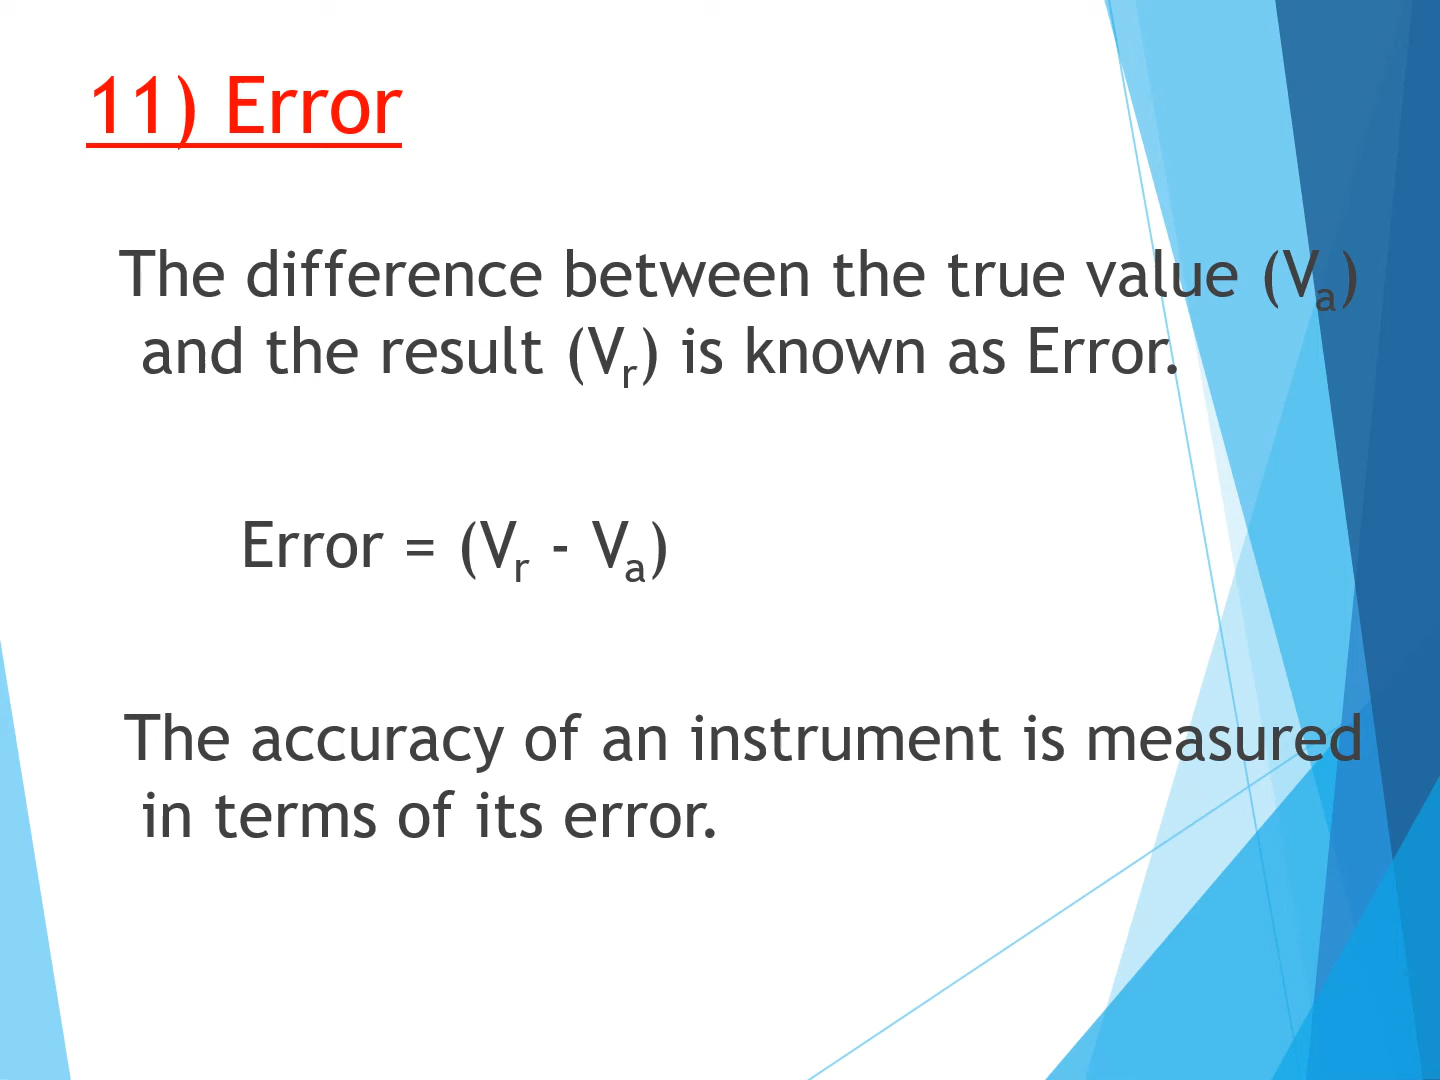 11) Error
The difference between the true value (Vₐ)
and the result (Vᵣ) is known as Error.
Error = (Vᵣ - Vₐ)
The accuracy of an instrument is measured
in terms of its error.